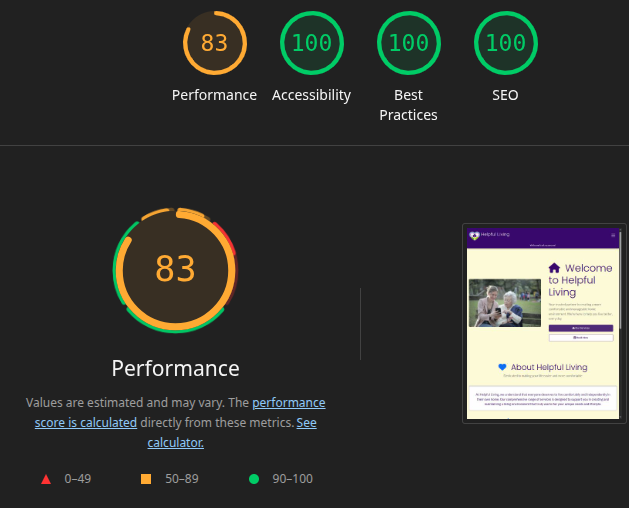 83
100
100
100
Performance
Accessibility
Best
Practices
SEO
83
Performance
Values are estimated and may vary. The performance
score is calculated directly from these metrics. See
calculator.
0–49
50–89
90–100
Helpful Living
Welcome
to Helpful
Living
About Helpful Living